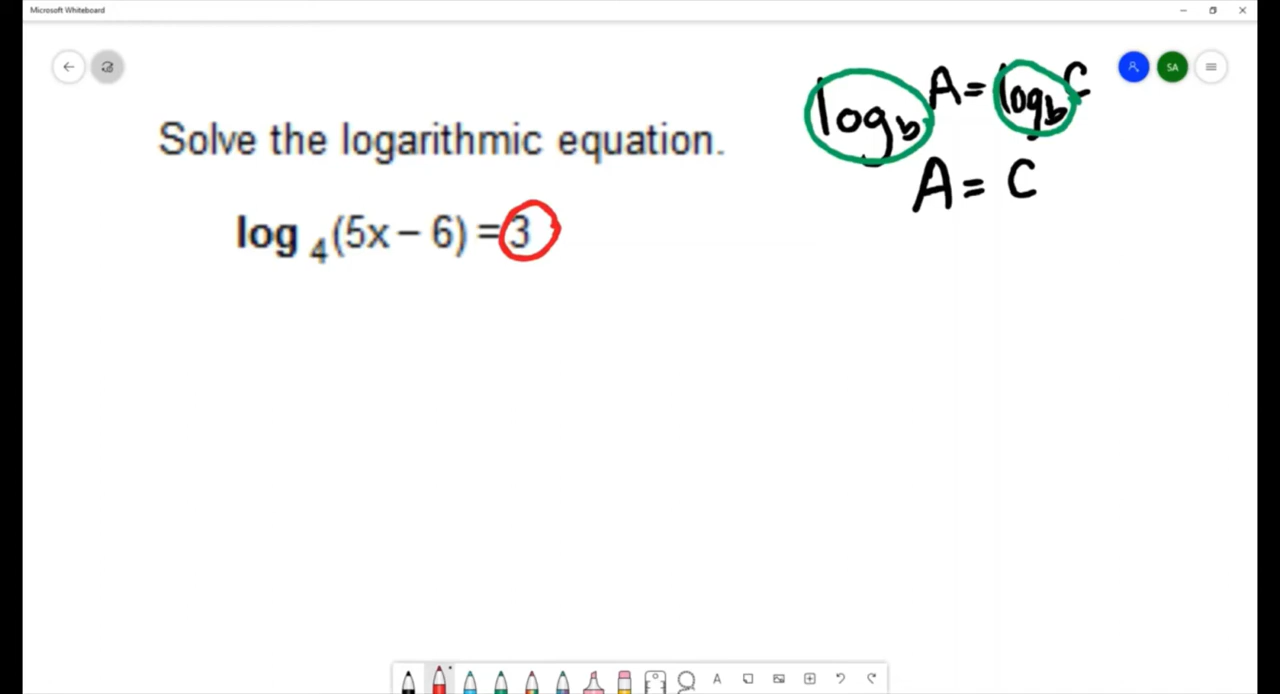 Microsoft Whiteboard
SA
log_b A = log_b C
A = C
Solve the logarithmic equation.
log ₄(5x − 6) = 3
A